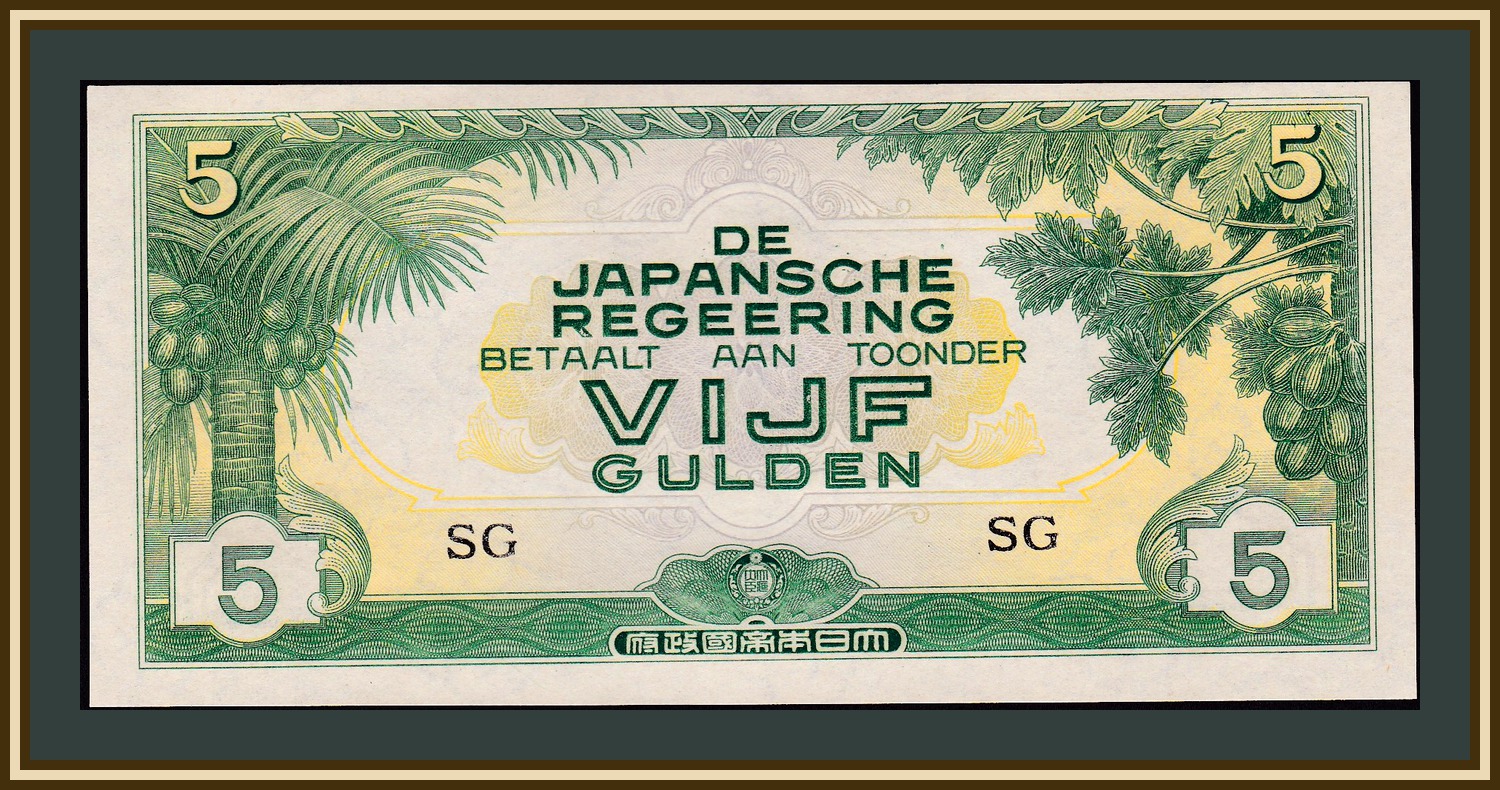 5 5
DE
JAPANSCHE
REGEERING
BETAALT AAN TOONDER
VIJF
GULDEN
SG SG
5 5
府政國帝本日大